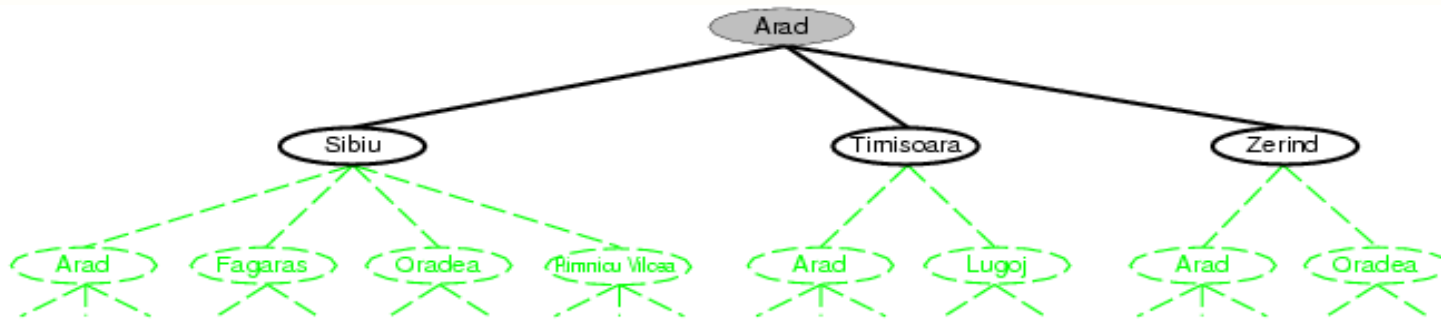 Arad
Sibiu
Timisoara
Zerind
Arad
Fagaras
Oradea
Rimnicu Vilcea
Arad
Lugoj
Arad
Oradea